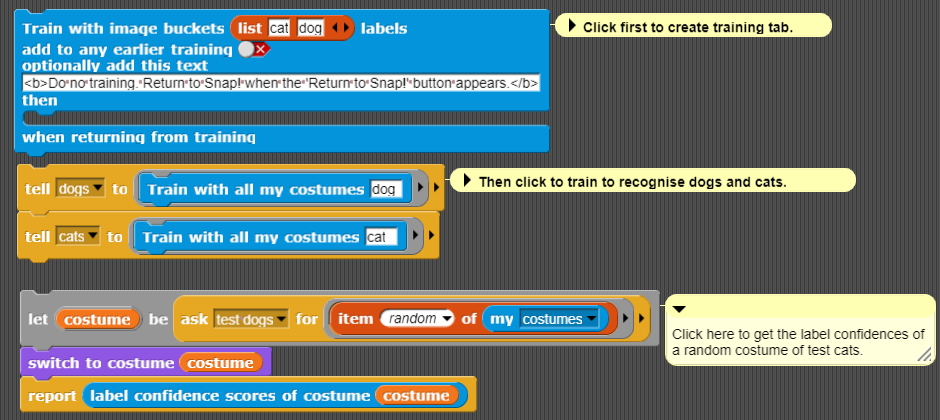 Train with image buckets list cat dog labels
Click first to create training tab.
add to any earlier training
optionally add this text
<b>Do no training. Return to Snap! when the 'Return to Snap!' button appears.</b>
then
when returning from training
tell dogs to Train with all my costumes dog
Then click to train to recognise dogs and cats.
tell cats to Train with all my costumes cat
let costume be ask test dogs for item random of my costumes
Click here to get the label confidences of
a random costume of test cats.
switch to costume costume
report label confidence scores of costume costume